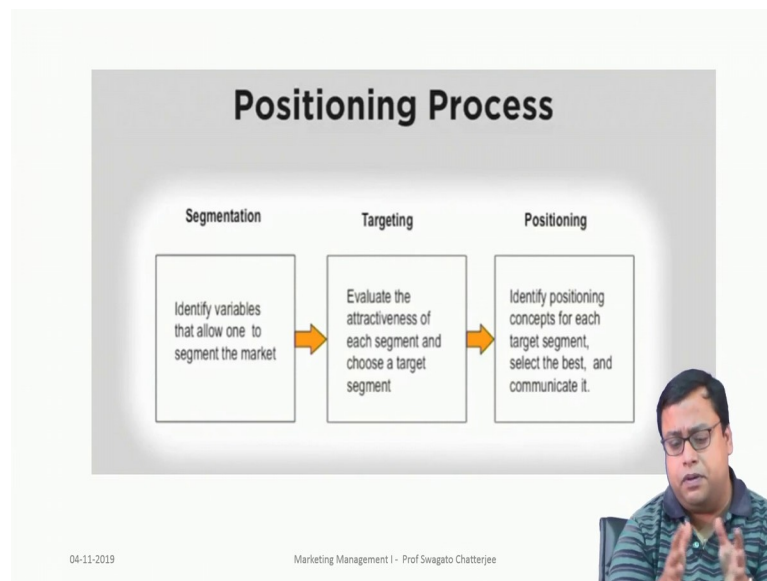 Positioning Process
Segmentation
Identify variables
that allow one to
segment the market
Targeting
Evaluate the
attractiveness of
each segment and
choose a target
segment
Positioning
Identify positioning
concepts for each
target segment,
select the best, and
communicate it.
04-11-2019
Marketing Management I - Prof Swagato Chatterjee